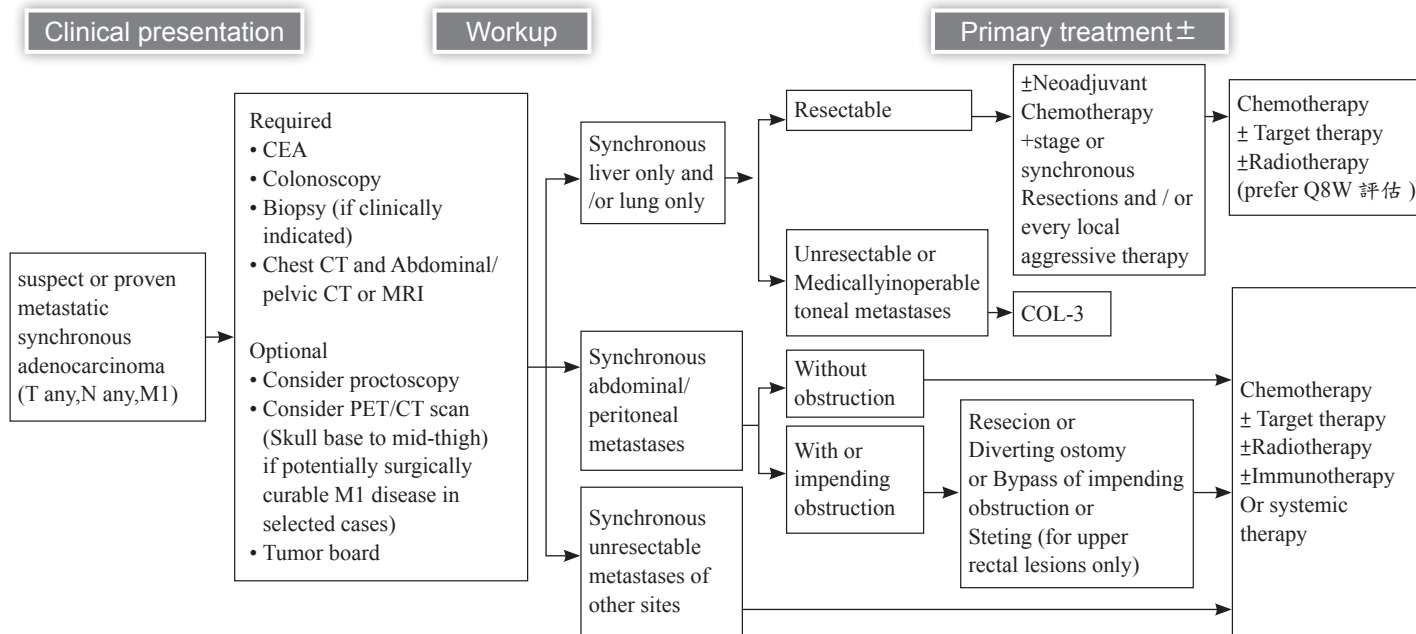 Clinical presentation
Workup
Primary treatment±
suspect or proven
metastatic
synchronous
adenocarcinoma
(T any,N any,M1)
Required
• CEA
• Colonoscopy
• Biopsy (if clinically
indicated)
• Chest CT and Abdominal/
pelvic CT or MRI
Optional
• Consider proctoscopy
• Consider PET/CT scan
(Skull base to mid-thigh)
if potentially surgically
curable M1 disease in
selected cases)
• Tumor board
Synchronous
liver only and
/or lung only
Resectable
±Neoadjuvant
Chemotherapy
+stage or
synchronous
Resections and / or
every local
aggressive therapy
Chemotherapy
± Target therapy
±Radiotherapy
(prefer Q8W 評估 )
Unresectable or
Medicallyinoperable
toneal metastases
COL-3
Synchronous
abdominal/
peritoneal
metastases
Without
obstruction
With or
impending
obstruction
Resecion or
Diverting ostomy
or Bypass of impending
obstruction or
Steting (for upper
rectal lesions only)
Synchronous
unresectable
metastases of
other sites
Chemotherapy
± Target therapy
±Radiotherapy
±Immunotherapy
Or systemic
therapy